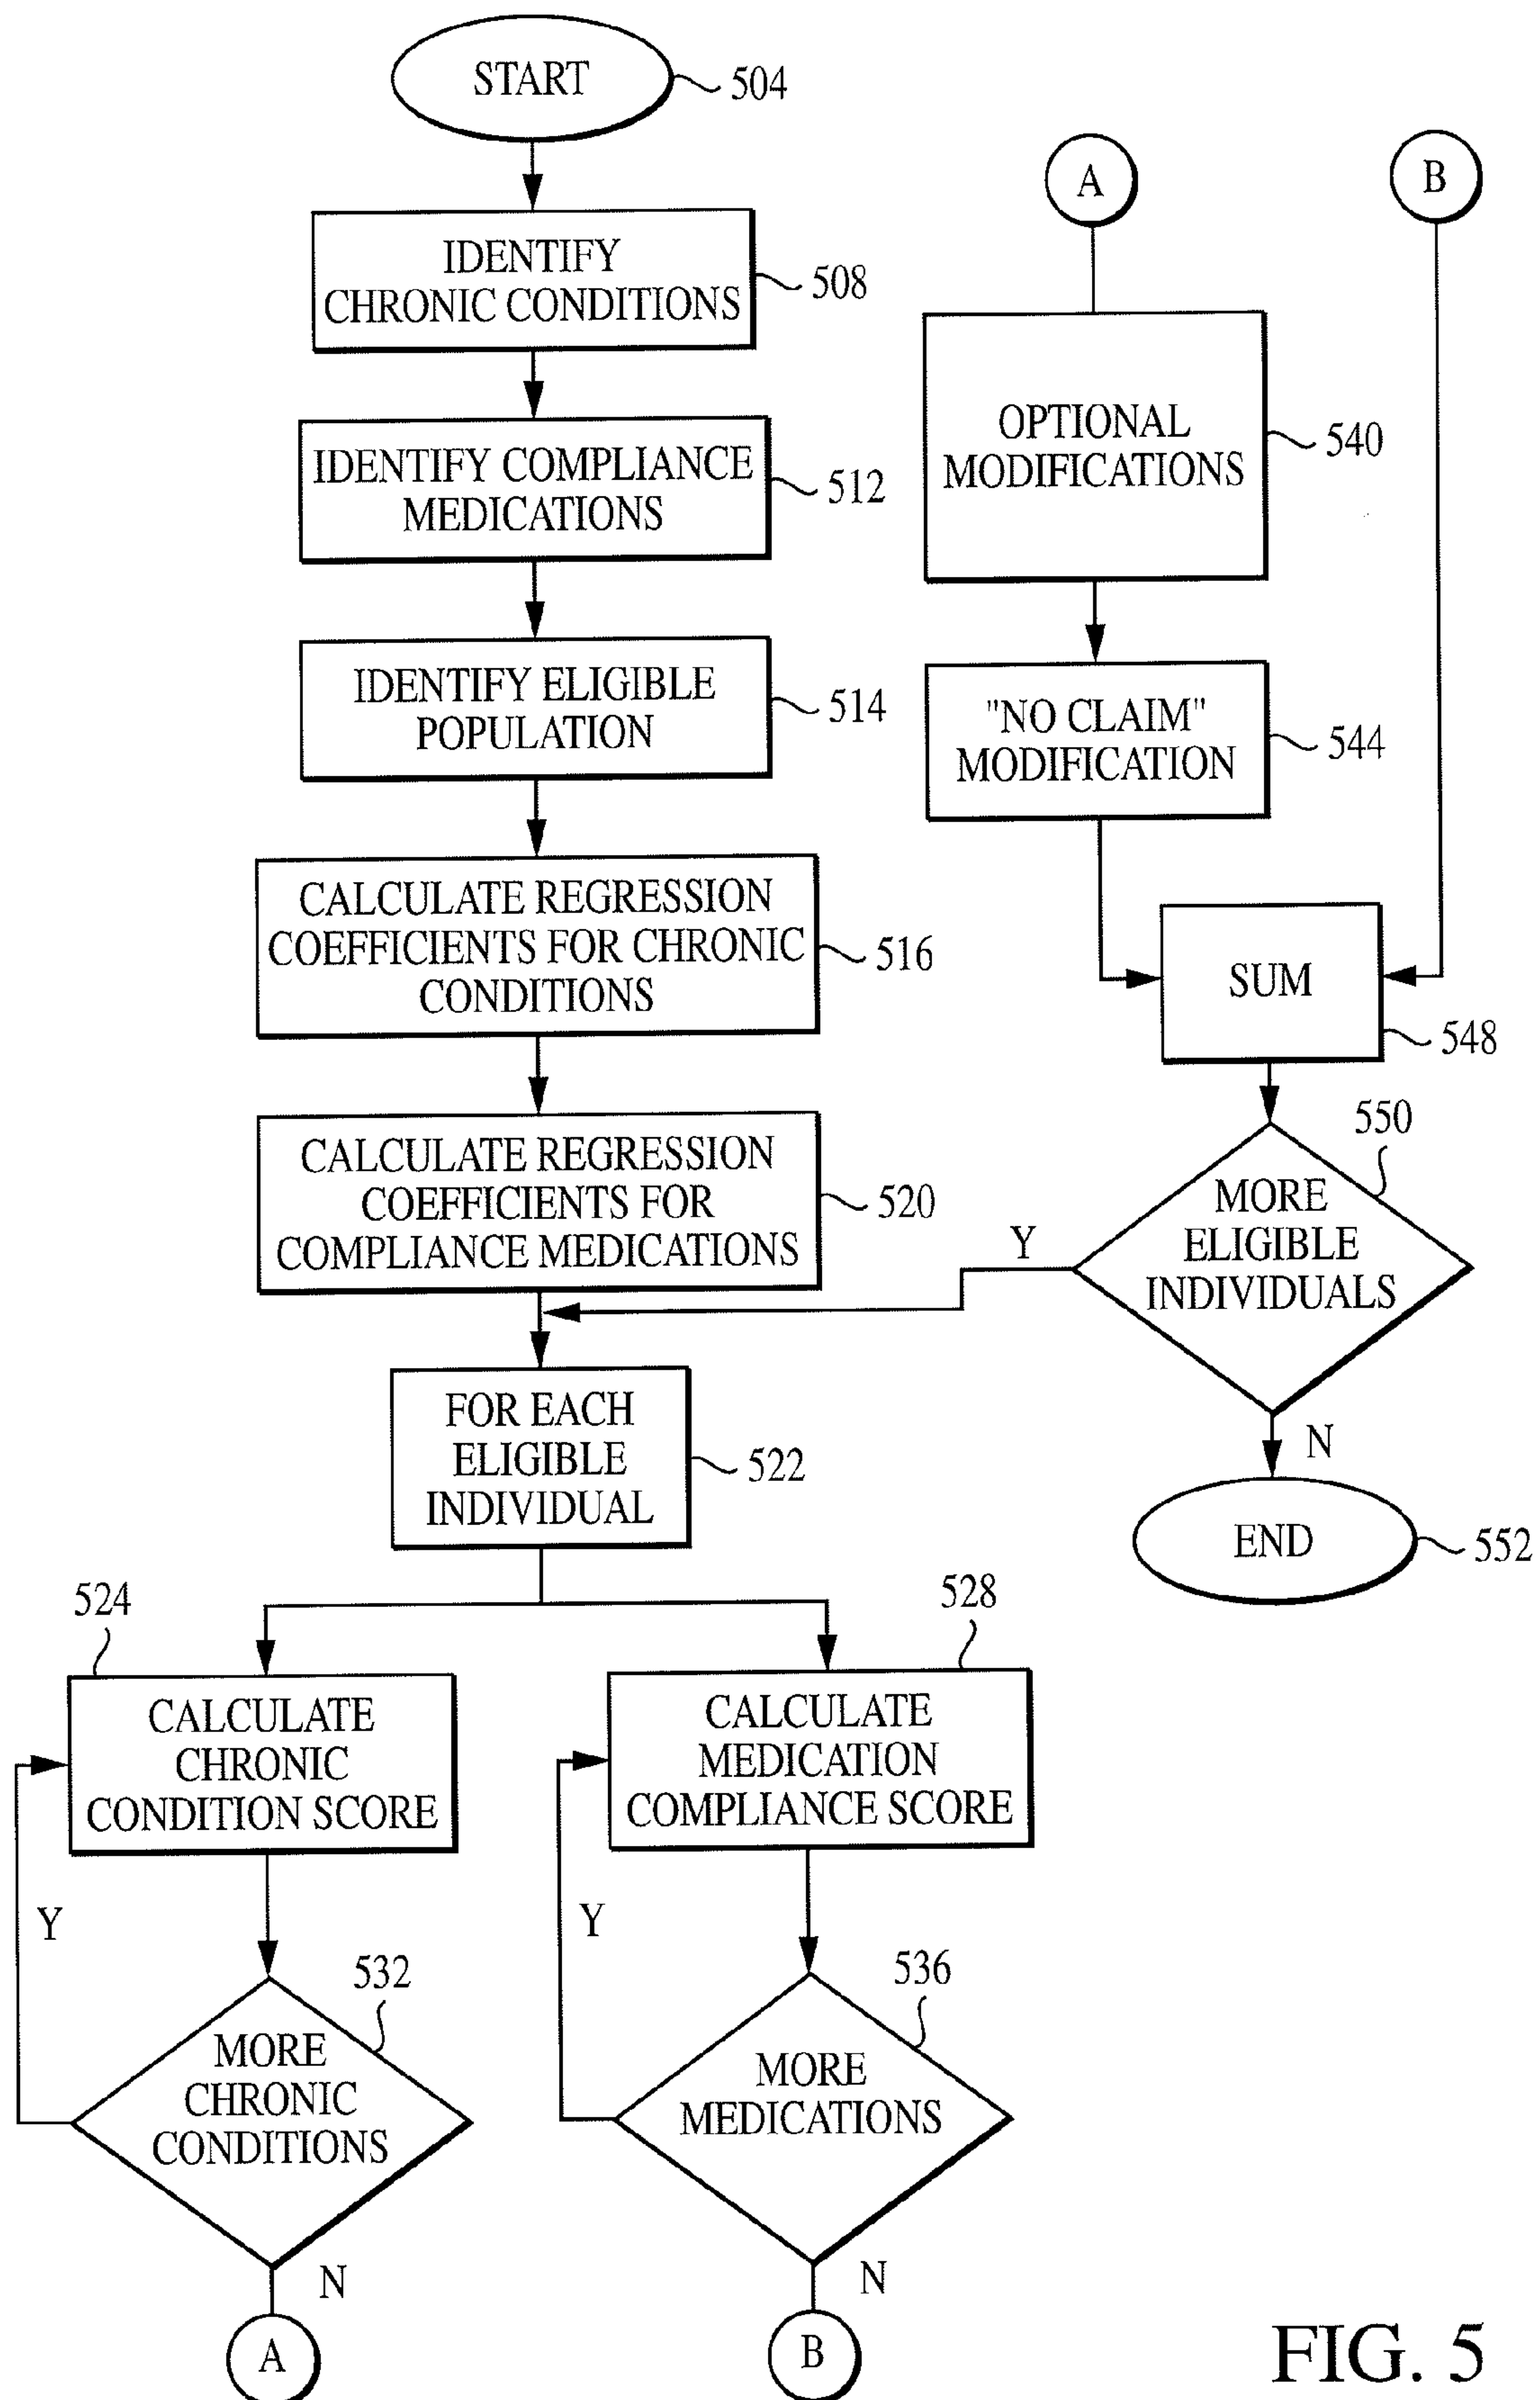 START
504
IDENTIFY
CHRONIC CONDITIONS
508
IDENTIFY COMPLIANCE
MEDICATIONS
512
IDENTIFY ELIGIBLE
POPULATION
514
CALCULATE REGRESSION
COEFFICIENTS FOR CHRONIC
CONDITIONS
516
CALCULATE REGRESSION
COEFFICIENTS FOR
COMPLIANCE MEDICATIONS
520
FOR EACH
ELIGIBLE
INDIVIDUAL
522
524
CALCULATE
CHRONIC
CONDITION SCORE
Y
532
MORE
CHRONIC
CONDITIONS
N
A
528
CALCULATE
MEDICATION
COMPLIANCE SCORE
Y
536
MORE
MEDICATIONS
N
B
A
OPTIONAL
MODIFICATIONS
540
"NO CLAIM"
MODIFICATION
544
B
SUM
548
550
MORE
ELIGIBLE
INDIVIDUALS
Y
N
END
552
FIG. 5